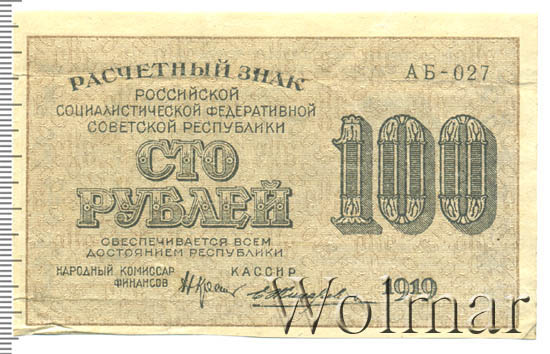 РАСЧЕТНЫЙ ЗНАК
АБ-027
РОССИЙСКОЙ
СОЦИАЛИСТИЧЕСКОЙ ФЕДЕРАТИВНОЙ
СОВЕТСКОЙ РЕСПУБЛИКИ
СТО
РУБЛЕЙ
100
ОБЕСПЕЧИВАЕТСЯ ВСЕМ
ДОСТОЯНИЕМ РЕСПУБЛИКИ
НАРОДНЫЙ КОМИССАР
ФИНАНСОВ
КАССИР
1919
Wolmar